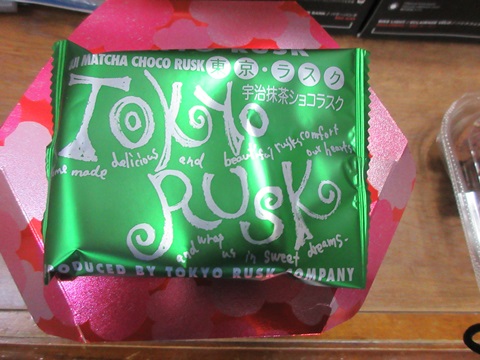 MATCHA CHOCO RUSK 東京・ラスク
宇治抹茶ショコラスク
TOKYO
me made delicious and beautiful rusks comfort our hearts
RUSK
and wrap us in sweet dreams.
PRODUCED BY TOKYO RUSK COMPANY